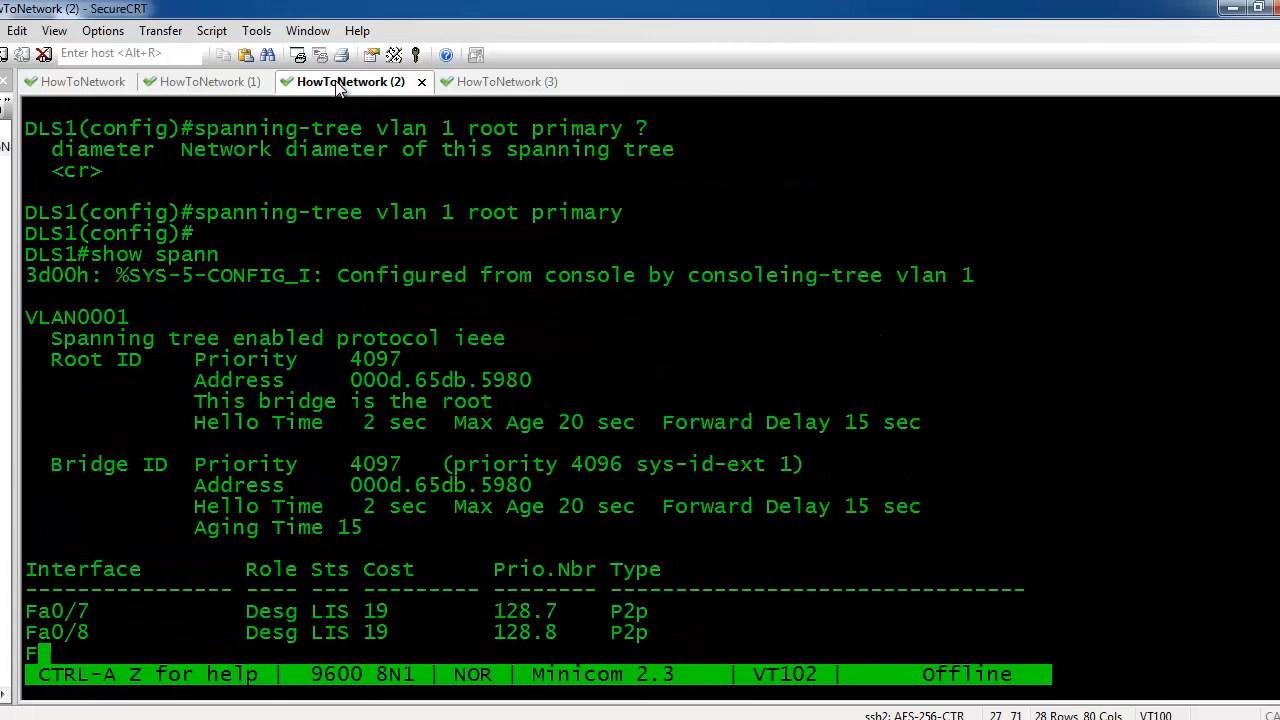 oNetwork (2) - SecureCRT
Edit View Options Transfer Script Tools Window Help
Enter host <Alt+R>
HowToNetwork HowToNetwork (1) HowToNetwork (2) HowToNetwork (3)
DLS1(config)#spanning-tree vlan 1 root primary ?
diameter Network diameter of this spanning tree
<cr>
DLS1(config)#spanning-tree vlan 1 root primary
DLS1(config)#
DLS1#show spann
3d00h: %SYS-5-CONFIG_I: Configured from console by consoleing-tree vlan 1
VLAN0001
Spanning tree enabled protocol ieee
Root ID Priority 4097
Address 000d.65db.5980
This bridge is the root
Hello Time 2 sec Max Age 20 sec Forward Delay 15 sec
Bridge ID Priority 4097 (priority 4096 sys-id-ext 1)
Address 000d.65db.5980
Hello Time 2 sec Max Age 20 sec Forward Delay 15 sec
Aging Time 15
Interface Role Sts Cost Prio.Nbr Type
---------------- ---- --- --------- -------- --------------------------------
Fa0/7 Desg LIS 19 128.7 P2p
Fa0/8 Desg LIS 19 128.8 P2p
F
CTRL-A Z for help | 9600 8N1 | NOR | Minicom 2.3 | VT102 | Offline
ssh2: AES-256-CTR 27, 71 28 Rows, 80 Cols VT100